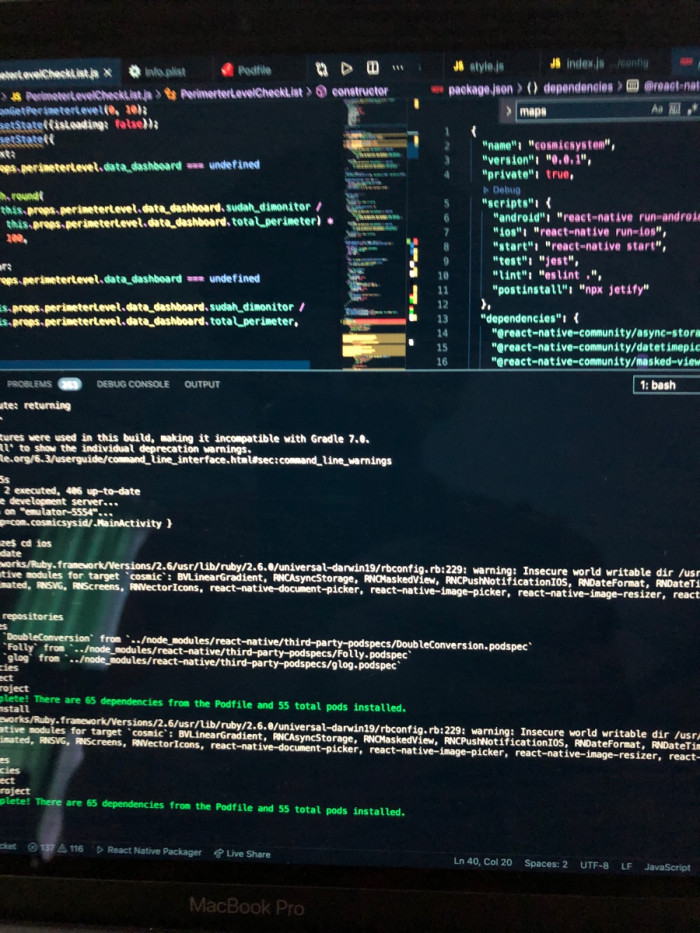 eterLevelCheckList.js ×
Info.plist
Podfile
JS style.js
JS index.js .../config
> JS PerimeterLevelCheckList.js > PerimerterLevelCheckList > constructor
package.json > {} dependencies > @react-nat
> maps Aa
onGetPerimeterLevel(0, 10);
setState({isLoading: false});
setState({
xt:
ops.perimeterLevel.data_dashboard === undefined
h.round(
this.props.perimeterLevel.data_dashboard.sudah_dimonitor /
this.props.perimeterLevel.data_dashboard.total_perimeter) *
100,
ar:
ops.perimeterLevel.data_dashboard === undefined
is.props.perimeterLevel.data_dashboard.sudah_dimonitor /
is.props.perimeterLevel.data_dashboard.total_perimeter,
1 {
2 "name": "cosmicsystem",
3 "version": "0.0.1",
4 "private": true,
▷ Debug
5 "scripts": {
6 "android": "react-native run-android
7 "ios": "react-native run-ios",
8 "start": "react-native start",
9 "test": "jest",
10 "lint": "eslint .",
11 "postinstall": "npx jetify"
12 },
13 "dependencies": {
14 "@react-native-community/async-stora
15 "@react-native-community/datetimepic
16 "@react-native-community/masked-view
PROBLEMS 253 DEBUG CONSOLE OUTPUT 1: bash
ute: returning
tures were used in this build, making it incompatible with Gradle 7.0.
ll' to show the individual deprecation warnings.
le.org/6.3/userguide/command_line_interface.html#sec:command_line_warnings
5s
2 executed, 406 up-to-date
e development server...
on "emulator-5554"...
p=com.cosmicsysid/.MainActivity }
ze$ cd ios
date
works/Ruby.framework/Versions/2.6/usr/lib/ruby/2.6.0/universal-darwin19/rbconfig.rb:229: warning: Insecure world writable dir /usr
ative modules for target `cosmic`: BVLinearGradient, RNCAsyncStorage, RNCMaskedView, RNCPushNotificationIOS, RNDateFormat, RNDateTi
imated, RNSVG, RNScreens, RNVectorIcons, react-native-document-picker, react-native-image-picker, react-native-image-resizer, react
repositories
es
`DoubleConversion` from `../node_modules/react-native/third-party-podspecs/DoubleConversion.podspec`
`Folly` from `../node_modules/react-native/third-party-podspecs/Folly.podspec`
`glog` from `../node_modules/react-native/third-party-podspecs/glog.podspec`
cies
ect
roject
plete! There are 65 dependencies from the Podfile and 55 total pods installed.
nstall
eworks/Ruby.framework/Versions/2.6/usr/lib/ruby/2.6.0/universal-darwin19/rbconfig.rb:229: warning: Insecure world writable dir /usr/
ative modules for target `cosmic`: BVLinearGradient, RNCAsyncStorage, RNCMaskedView, RNCPushNotificationIOS, RNDateFormat, RNDateTim
imated, RNSVG, RNScreens, RNVectorIcons, react-native-document-picker, react-native-image-picker, react-native-image-resizer, react-
es
cies
ect
roject
plete! There are 65 dependencies from the Podfile and 55 total pods installed.
cket 137 116 ▷ React Native Packager Live Share Ln 40, Col 20 Spaces: 2 UTF-8 LF JavaScript
MacBook Pro